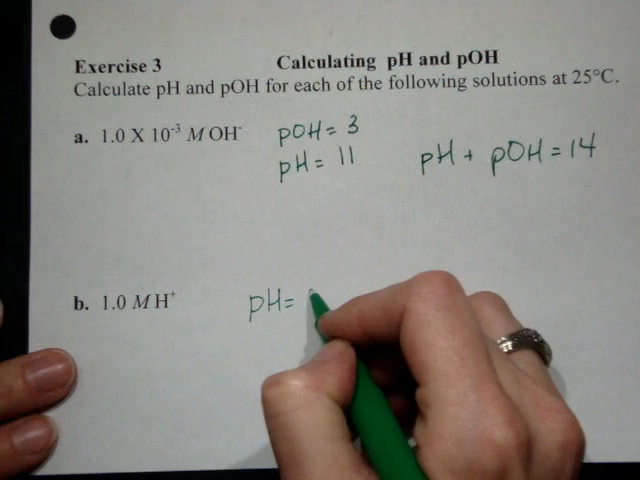 Exercise 3 Calculating pH and pOH
Calculate pH and pOH for each of the following solutions at 25°C.
a. 1.0 X 10⁻³ M OH⁻ pOH = 3
pH = 11 pH + pOH = 14
b. 1.0 M H⁺ pH =